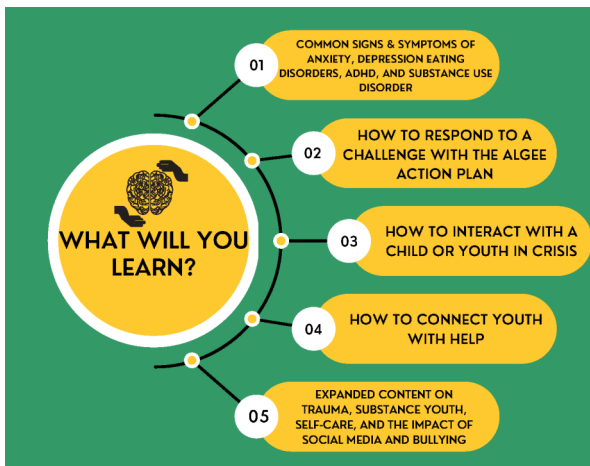 WHAT WILL YOU
LEARN?
01
COMMON SIGNS & SYMPTOMS OF
ANXIETY, DEPRESSION EATING
DISORDERS, ADHD, AND SUBSTANCE USE
DISORDER
02
HOW TO RESPOND TO A
CHALLENGE WITH THE ALGEE
ACTION PLAN
03
HOW TO INTERACT WITH A
CHILD OR YOUTH IN CRISIS
04
HOW TO CONNECT YOUTH
WITH HELP
05
EXPANDED CONTENT ON
TRAUMA, SUBSTANCE YOUTH,
SELF-CARE, AND THE IMPACT OF
SOCIAL MEDIA AND BULLYING